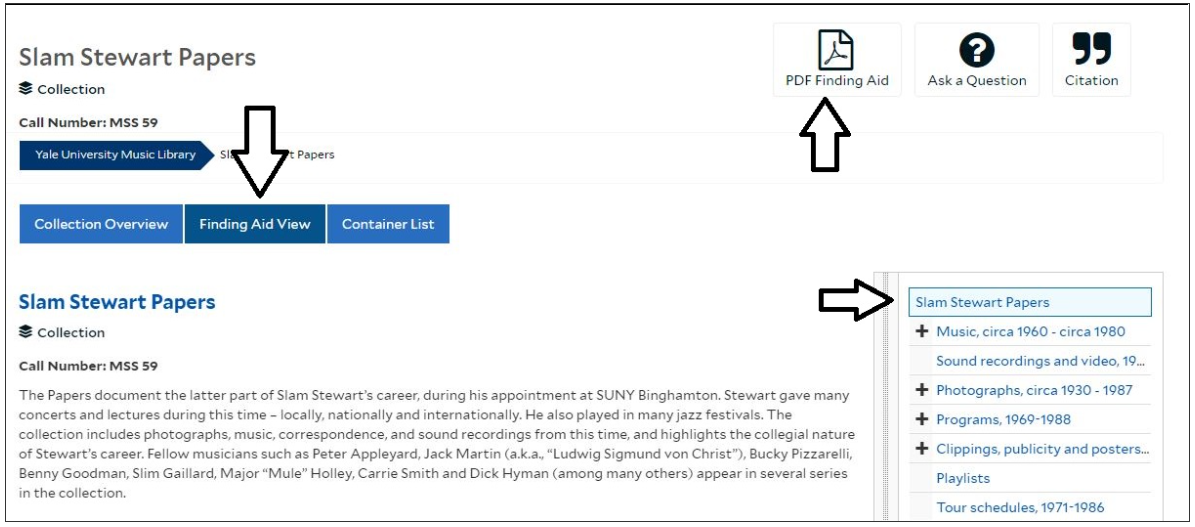 Slam Stewart Papers
Collection
Call Number: MSS 59
PDF Finding Aid
Ask a Question
Citation
Yale University Music Library
Papers
Collection Overview
Finding Aid View
Container List
Slam Stewart Papers
Collection
Call Number: MSS 59
The Papers document the latter part of Slam Stewart's career, during his appointment at SUNY Binghamton. Stewart gave many
concerts and lectures during this time – locally, nationally and internationally. He also played in many jazz festivals. The
collection includes photographs, music, correspondence, and sound recordings from this time, and highlights the collegial nature
of Stewart's career. Fellow musicians such as Peter Appleyard, Jack Martin (a.k.a., "Ludwig Sigmund von Christ"), Bucky Pizzarelli,
Benny Goodman, Slim Gaillard, Major "Mule" Holley, Carrie Smith and Dick Hyman (among many others) appear in several series
in the collection.
Slam Stewart Papers
Music, circa 1960 - circa 1980
Sound recordings and video, 19...
Photographs, circa 1930 - 1987
Programs, 1969-1988
Clippings, publicity and posters...
Playlists
Tour schedules, 1971-1986